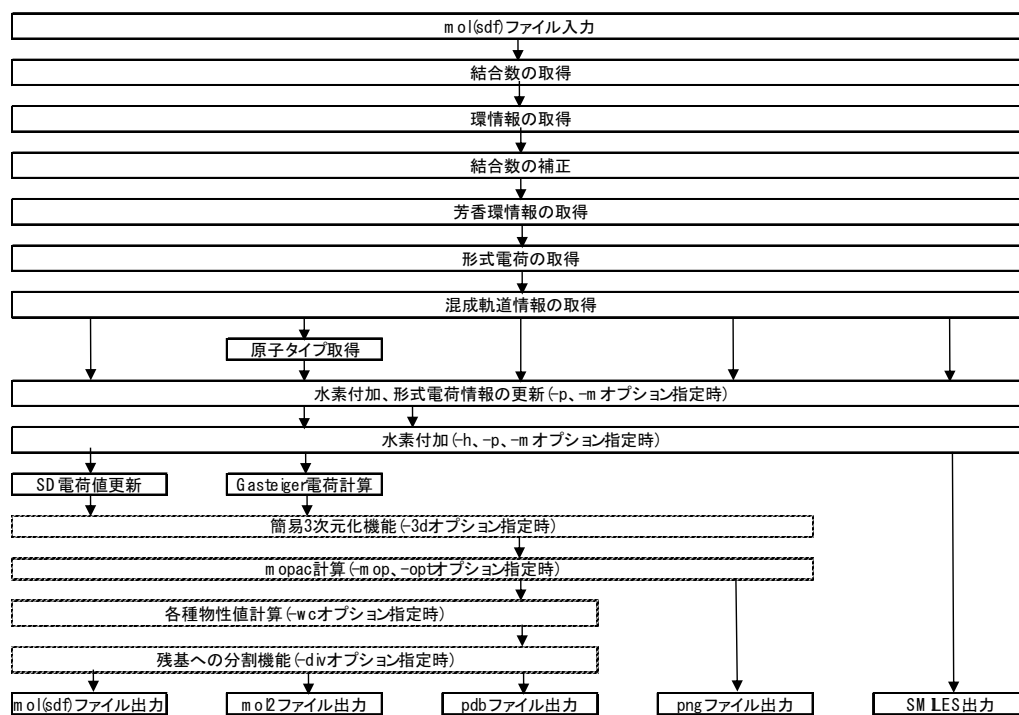 mol(sdf)ファイル入力
結合数の取得
環情報の取得
結合数の補正
芳香環情報の取得
形式電荷の取得
混成軌道情報の取得
原子タイプ取得
水素付加、形式電荷情報の更新(-p、-mオプション指定時)
水素付加(-h、-p、-mオプション指定時)
SD電荷値更新
Gasteiger電荷計算
簡易3次元化機能(-3dオプション指定時)
mopac計算(-mop、-optオプション指定時)
各種物性値計算(-wcオプション指定時)
残基への分割機能(-divオプション指定時)
mol(sdf)ファイル出力
mol2ファイル出力
pdbファイル出力
pngファイル出力
SMILES出力